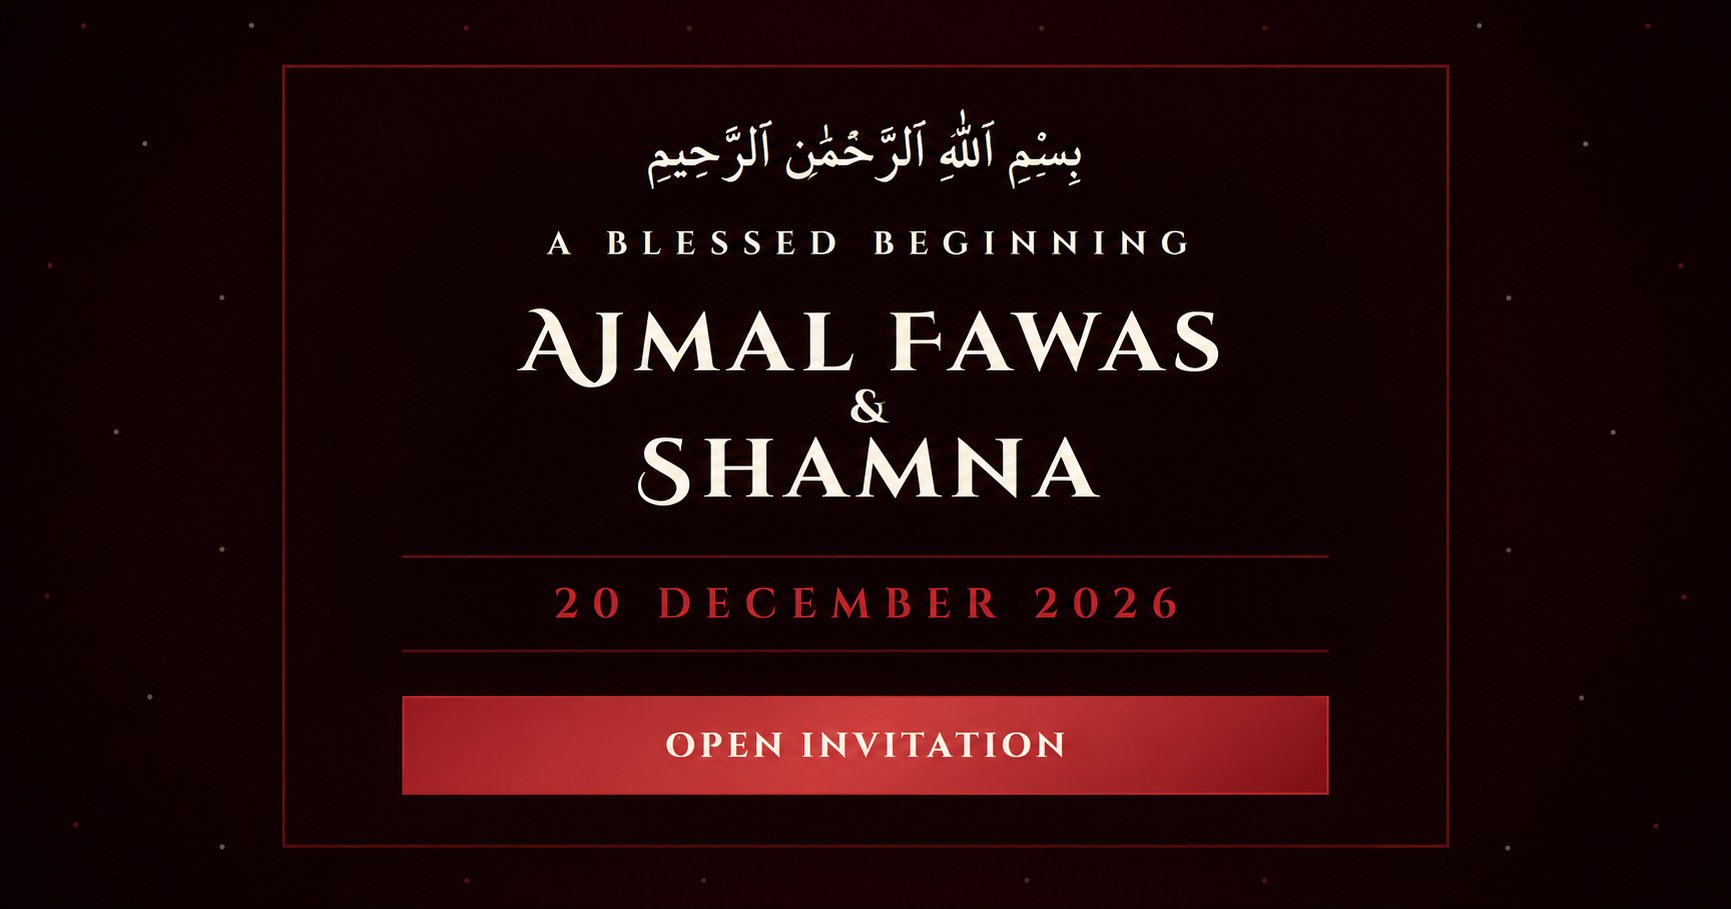 بِسْمِ ٱللَّهِ ٱلرَّحْمَٰنِ ٱلرَّحِيمِ
A BLESSED BEGINNING
AJMAL FAWAS
&
SHAMNA
20 DECEMBER 2026
OPEN INVITATION